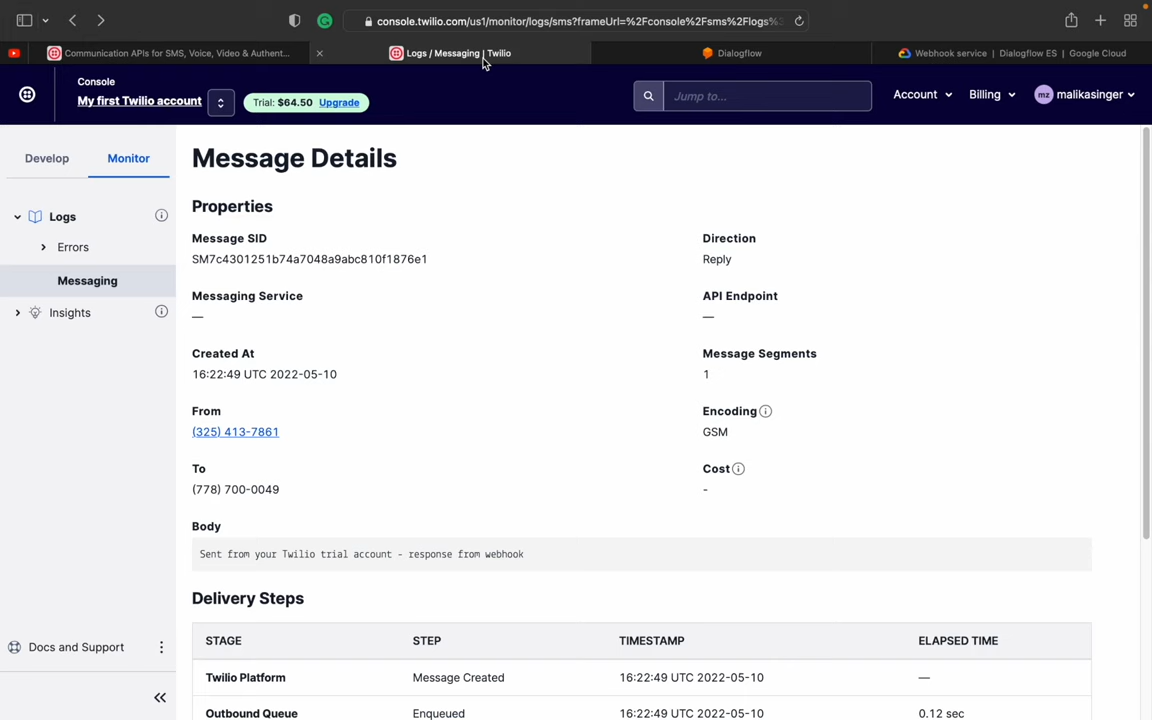 console.twilio.com/us1/monitor/logs/sms?frameUrl=%2Fconsole%2Fsms%2Flogs%3
Communication APIs for SMS, Voice, Video & Authent...
Logs / Messaging | Twilio
Dialogflow
Webhook service | Dialogflow ES | Google Cloud
Console
My first Twilio account
Trial: $64.50 Upgrade
Jump to...
Account
Billing
mz
malikasinger
Develop
Monitor
Logs
Errors
Messaging
Insights
Docs and Support
Message Details
Properties
Message SID
SM7c4301251b74a7048a9abc810f1876e1
Direction
Reply
Messaging Service
—
API Endpoint
—
Created At
16:22:49 UTC 2022-05-10
Message Segments
1
From
(325) 413-7861
Encoding
GSM
To
(778) 700-0049
Cost
-
Body
Sent from your Twilio trial account - response from webhook
Delivery Steps
STAGE STEP TIMESTAMP ELAPSED TIME
Twilio Platform Message Created 16:22:49 UTC 2022-05-10 —
Outbound Queue Enqueued 16:22:49 UTC 2022-05-10 0.12 sec